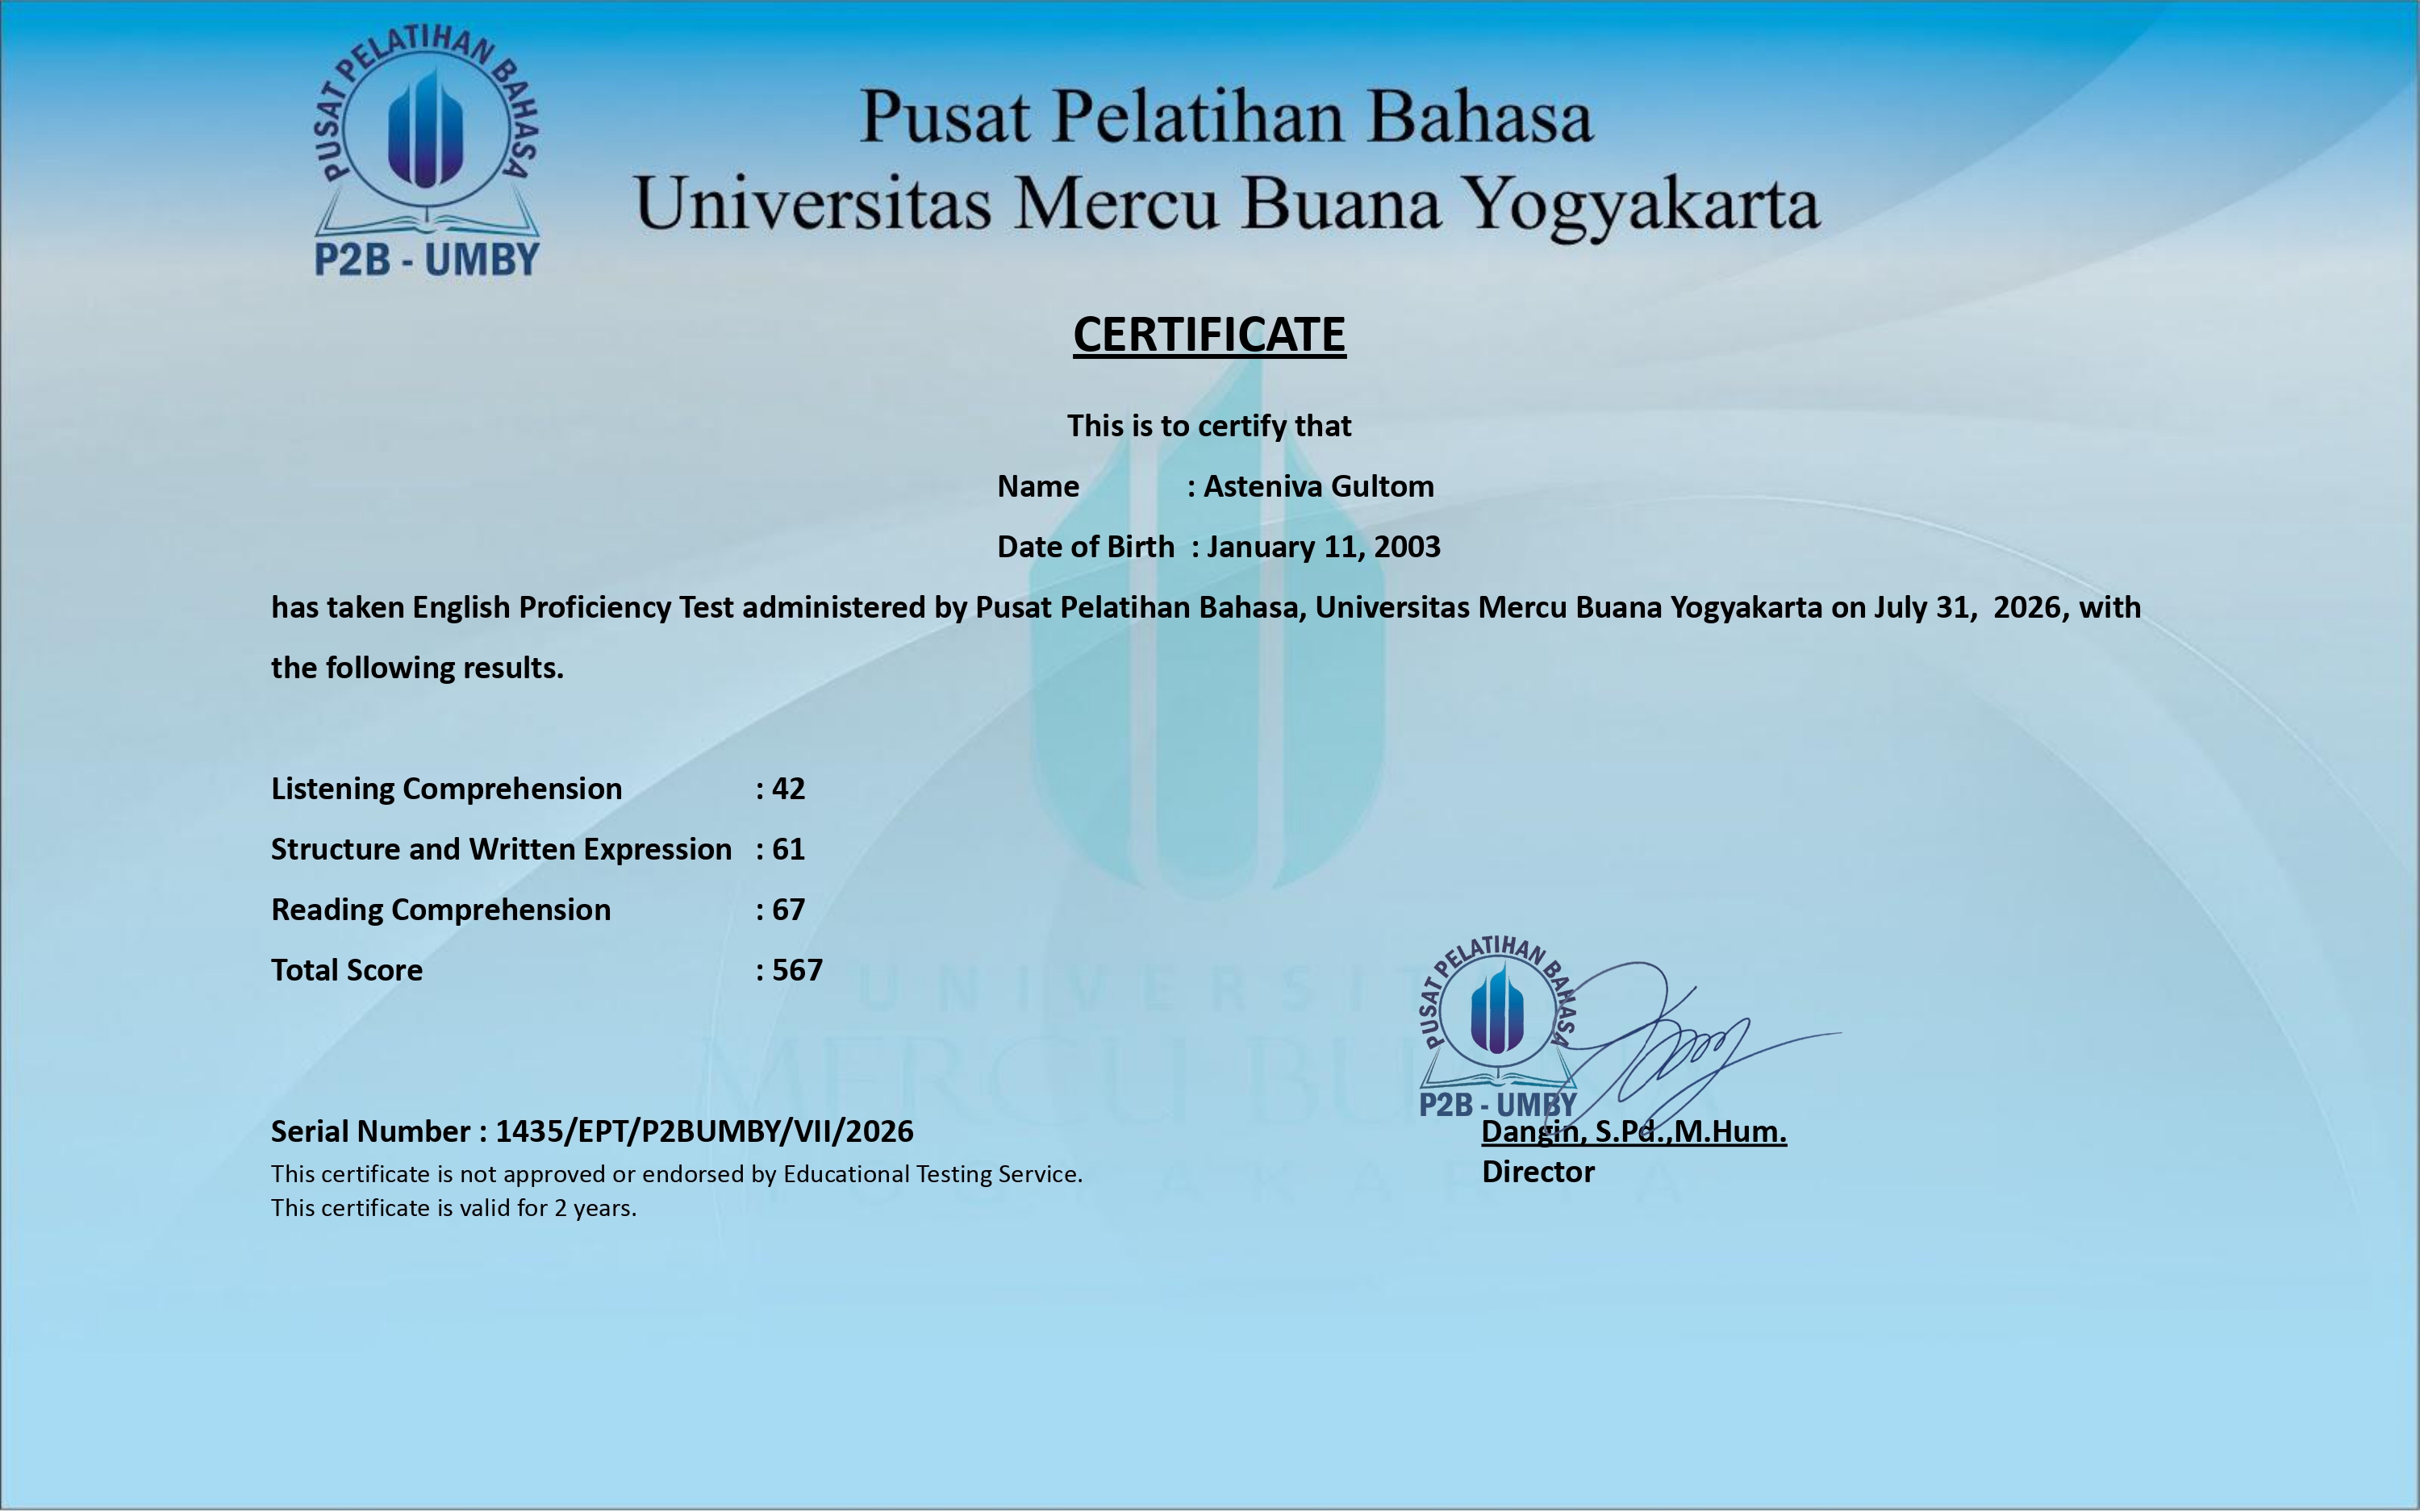 PUSAT PELATIHAN BAHASA
P2B - UMBY
Pusat Pelatihan Bahasa
Universitas Mercu Buana Yogyakarta
CERTIFICATE
This is to certify that
Name : Asteniva Gultom
Date of Birth : January 11, 2003
has taken English Proficiency Test administered by Pusat Pelatihan Bahasa, Universitas Mercu Buana Yogyakarta on July 31, 2026, with
the following results.
Listening Comprehension : 42
Structure and Written Expression : 61
Reading Comprehension : 67
Total Score : 567
UNIVERSIT
MERCU BU
PUSAT PELATIHAN BAHASA
P2B - UMBY
Serial Number : 1435/EPT/P2BUMBY/VII/2026
Dangin, S.Pd.,M.Hum.
This certificate is not approved or endorsed by Educational Testing Service.
Director
This certificate is valid for 2 years.